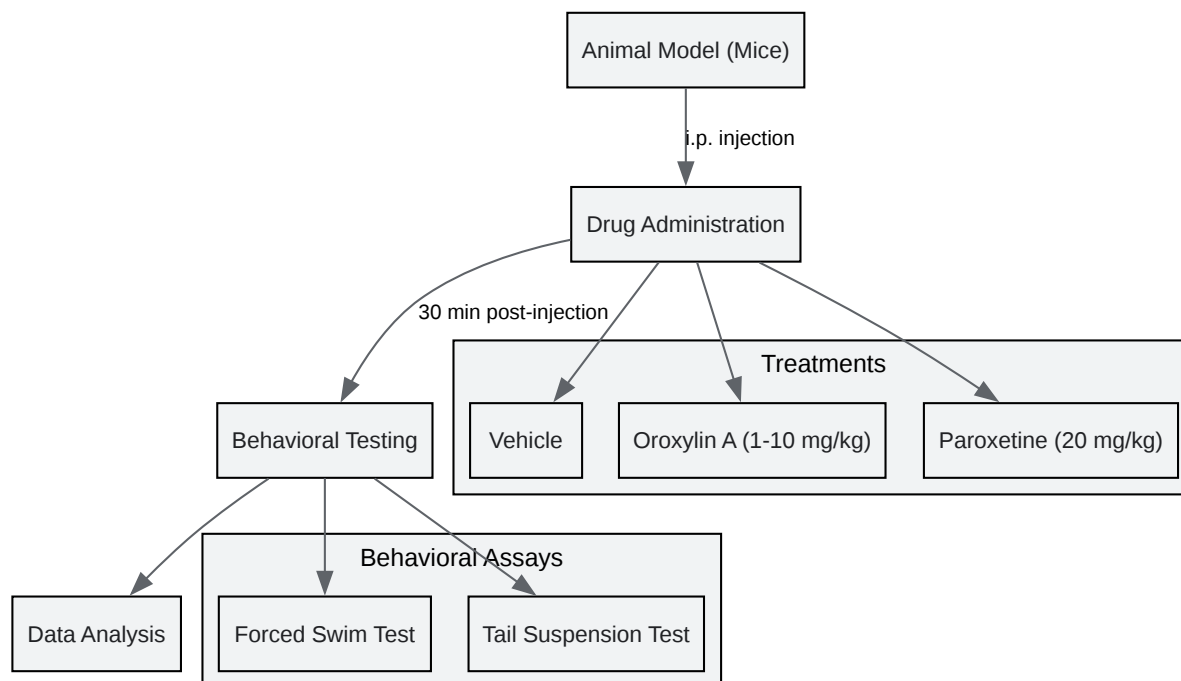 Animal Model (Mice)
i.p. injection
Drug Administration
30 min post-injection
Treatments
Behavioral Testing
Vehicle
Oroxylin A (1-10 mg/kg)
Paroxetine (20 mg/kg)
Behavioral Assays
Data Analysis
Forced Swim Test
Tail Suspension Test